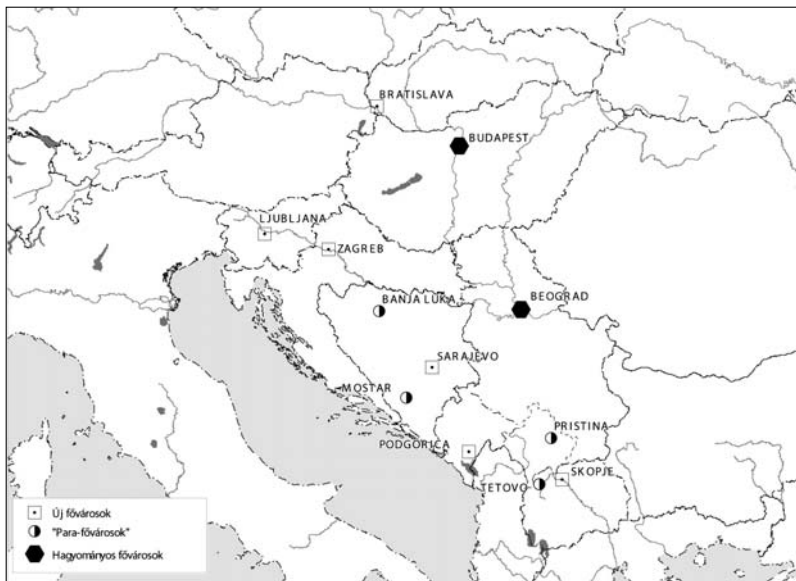 BRATISLAVA
BUDAPEST
LJUBLJANA
ZAGREB
BANJA LUKA
BEOGRAD
SARAJEVO
MOSTAR
PRISTINA
PODGORICA
SKOPJE
TETOVO
Új fővárosok
"Para-fővárosok"
Hagyományos fővárosok